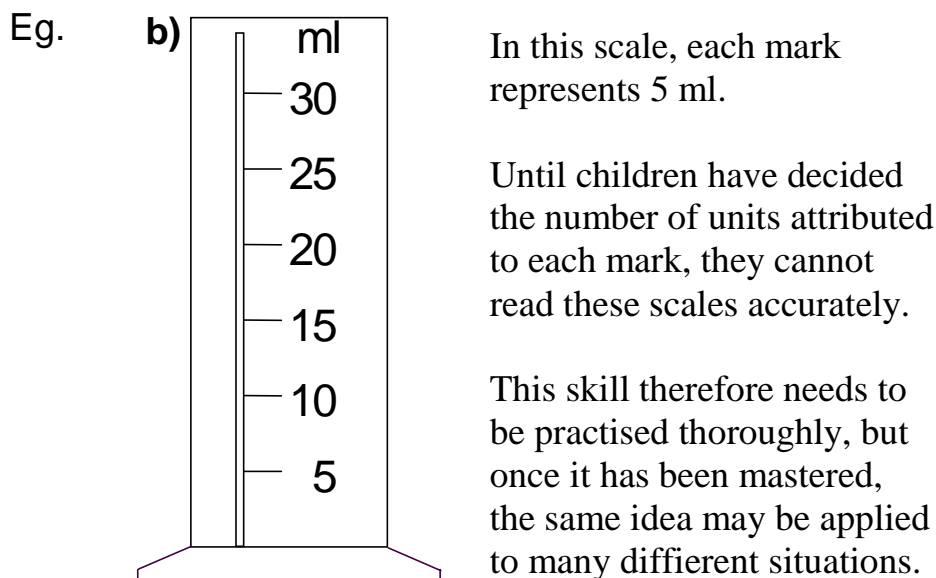 Eg.
b)
ml
30
25
20
15
10
5
In this scale, each mark
represents 5 ml.
Until children have decided
the number of units attributed
to each mark, they cannot
read these scales accurately.
This skill therefore needs to
be practised thoroughly, but
once it has been mastered,
the same idea may be applied
to many diffierent situations.